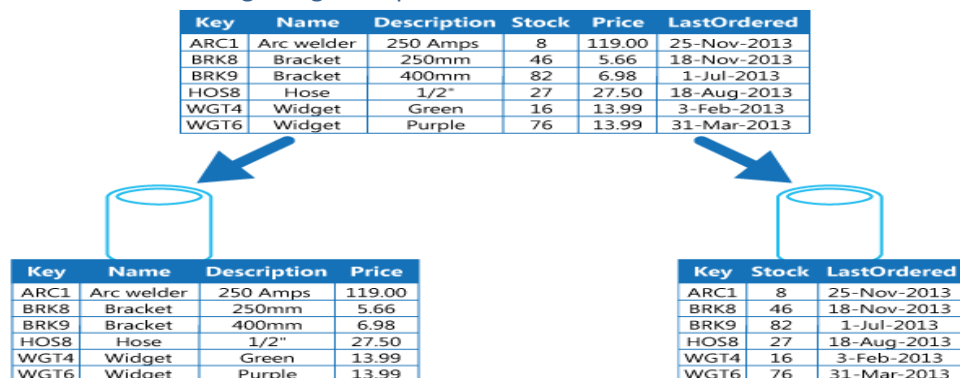 Key Name Description Stock Price LastOrdered
ARC1 Arc welder 250 Amps 8 119.00 25-Nov-2013
BRK8 Bracket 250mm 46 5.66 18-Nov-2013
BRK9 Bracket 400mm 82 6.98 1-Jul-2013
HOS8 Hose 1/2" 27 27.50 18-Aug-2013
WGT4 Widget Green 16 13.99 3-Feb-2013
WGT6 Widget Purple 76 13.99 31-Mar-2013
Key Name Description Price
ARC1 Arc welder 250 Amps 119.00
BRK8 Bracket 250mm 5.66
BRK9 Bracket 400mm 6.98
HOS8 Hose 1/2" 27.50
WGT4 Widget Green 13.99
WGT6 Widget Purple 13.99
Key Stock LastOrdered
ARC1 8 25-Nov-2013
BRK8 46 18-Nov-2013
BRK9 82 1-Jul-2013
HOS8 27 18-Aug-2013
WGT4 16 3-Feb-2013
WGT6 76 31-Mar-2013